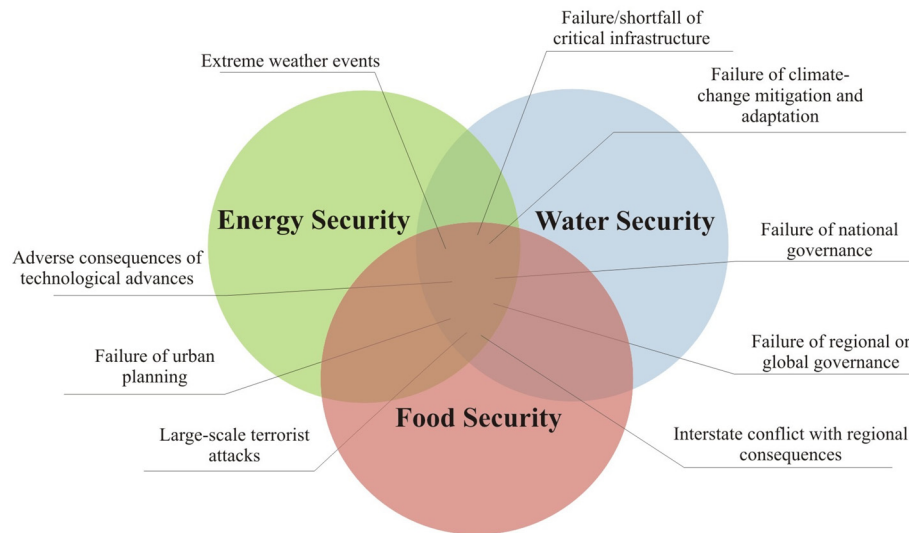 Failure/shortfall of
critical infrastructure
Extreme weather events
Failure of climate-
change mitigation and
adaptation
Energy Security
Water Security
Adverse consequences of
technological advances
Failure of national
governance
Failure of urban
planning
Failure of regional or
global governance
Food Security
Large-scale terrorist
attacks
Interstate conflict with regional
consequences